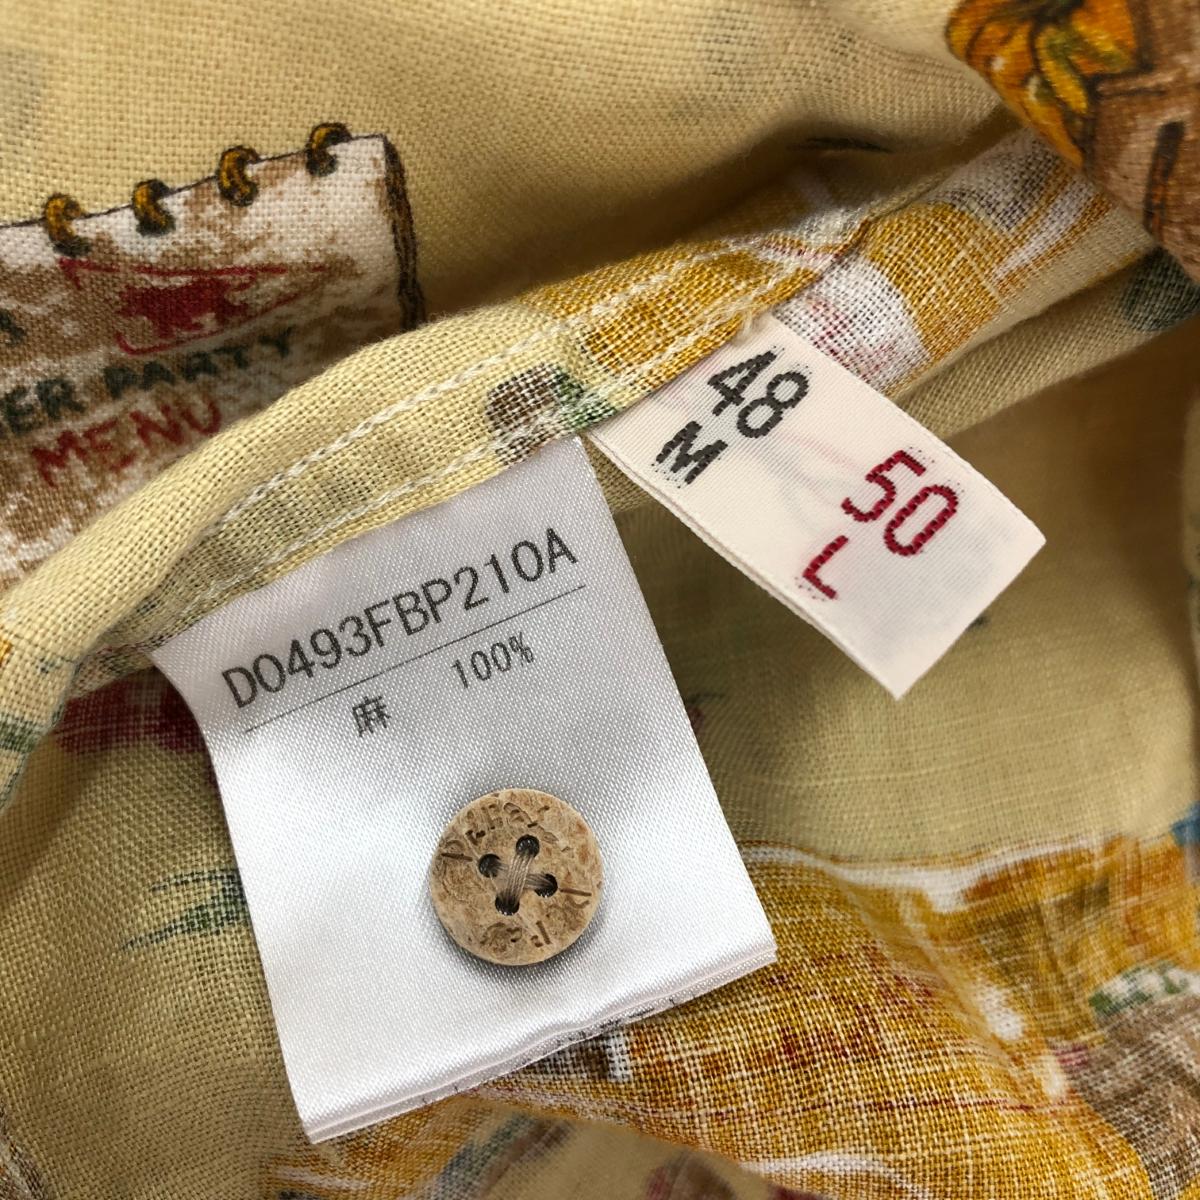 ER PARTY
MENU
48
M
50
L
D0493FBP210A
麻 100%